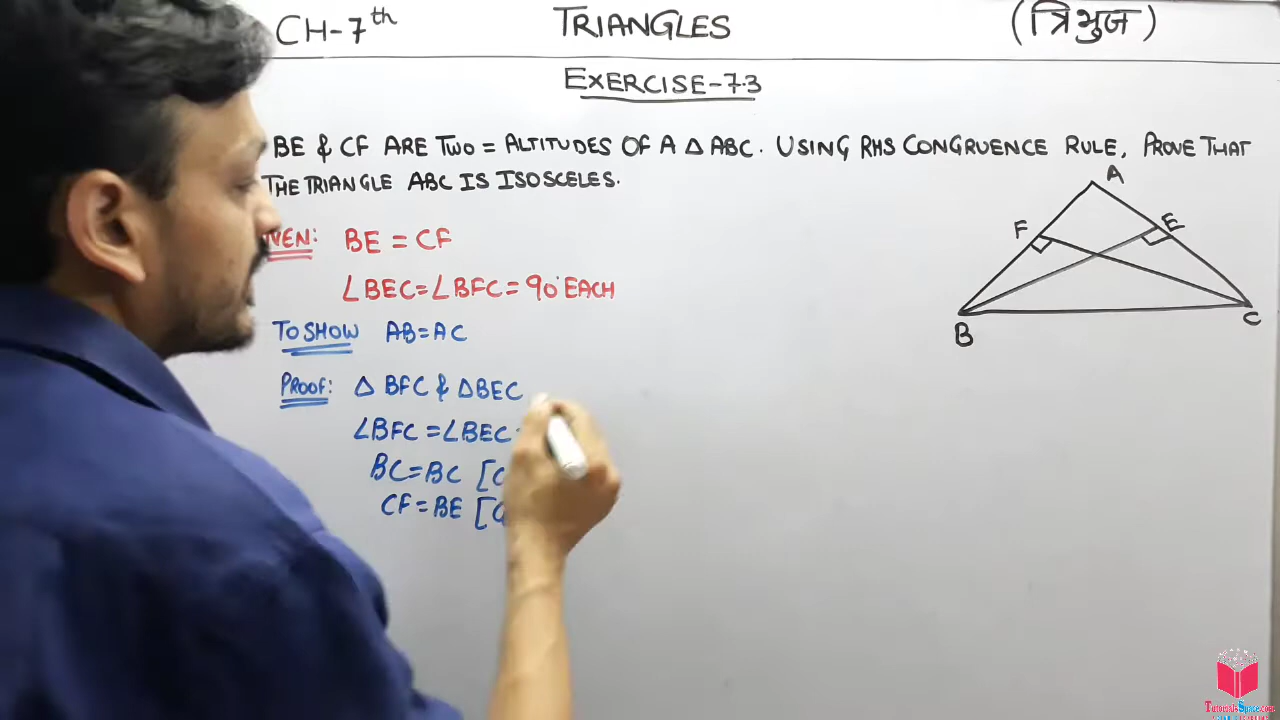 CH-7th TRIANGLES (त्रिभुज)
EXERCISE-7.3
BE & CF ARE TWO = ALTITUDES OF A △ ABC. USING RHS CONGRUENCE RULE, PROVE THAT
THE TRIANGLE ABC IS ISOSCELES.
BE = CF
∠BEC=∠BFC=90° EACH
TO SHOW AB=AC
PROOF: △ BFC & △BEC
∠BFC =∠BEC
BC=BC [
CF=BE [
A
F
E
B
C
TutorialsSpace.com